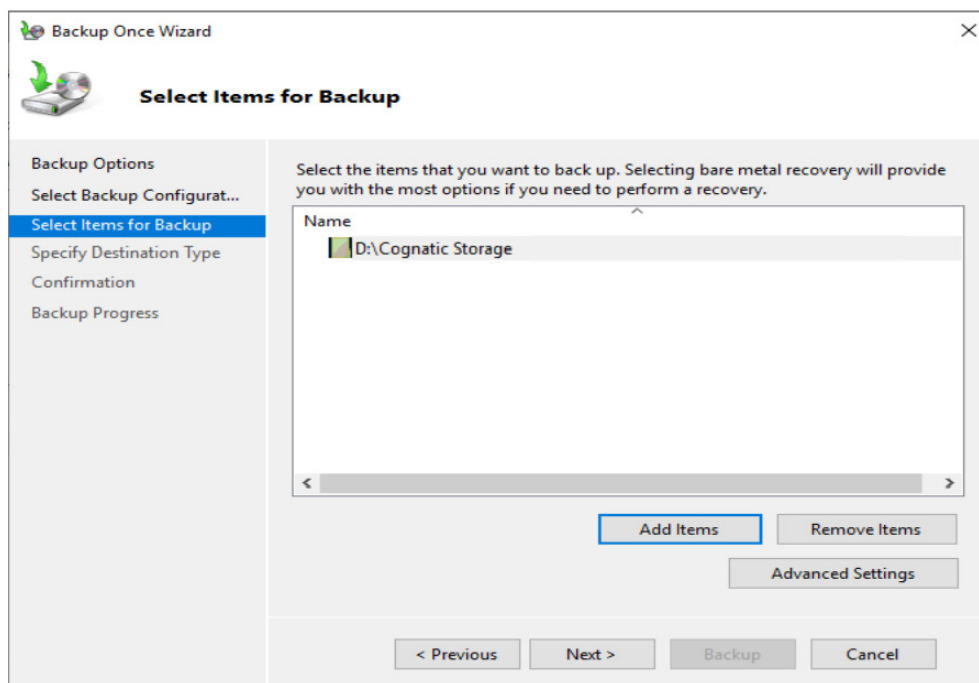 Backup Once Wizard
Select Items for Backup
Backup Options
Select Backup Configurat...
Select Items for Backup
Specify Destination Type
Confirmation
Backup Progress
Select the items that you want to back up. Selecting bare metal recovery will provide
you with the most options if you need to perform a recovery.
Name
D:\Cognatic Storage
Add Items
Remove Items
Advanced Settings
< Previous
Next >
Backup
Cancel